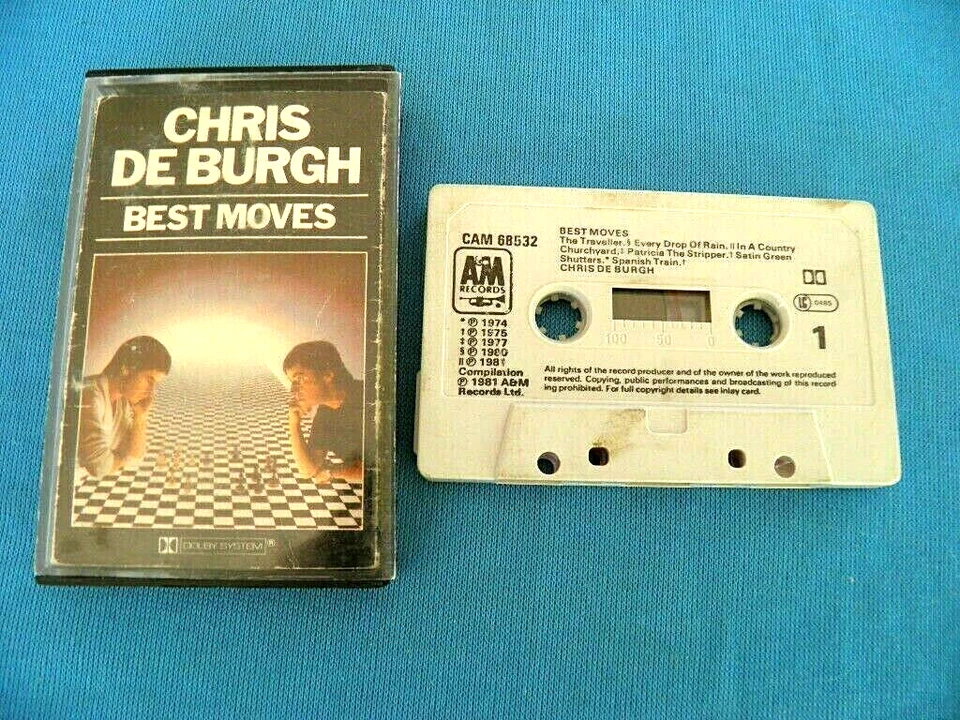 CHRIS
DE BURGH
BEST MOVES
DOLBY SYSTEM ®
CAM 68532
A&M
RECORDS
* ℗ 1974
† ℗ 1975
‡ ℗ 1977
§ ℗ 1980
|| ℗ 1981
Compilation
℗ 1981 A&M
Records Ltd.
BEST MOVES
The Traveller.§ Every Drop Of Rain.|| In A Country
Churchyard.‡ Patricia The Stripper.† Satin Green
Shutters.* Spanish Train.†
CHRIS DE BURGH
LC 0485
1
100 50 0
All rights of the record producer and of the owner of the work reproduced
reserved. Copying, public performances and broadcasting of this record
ing prohibited. For full copyright details see inlay card.